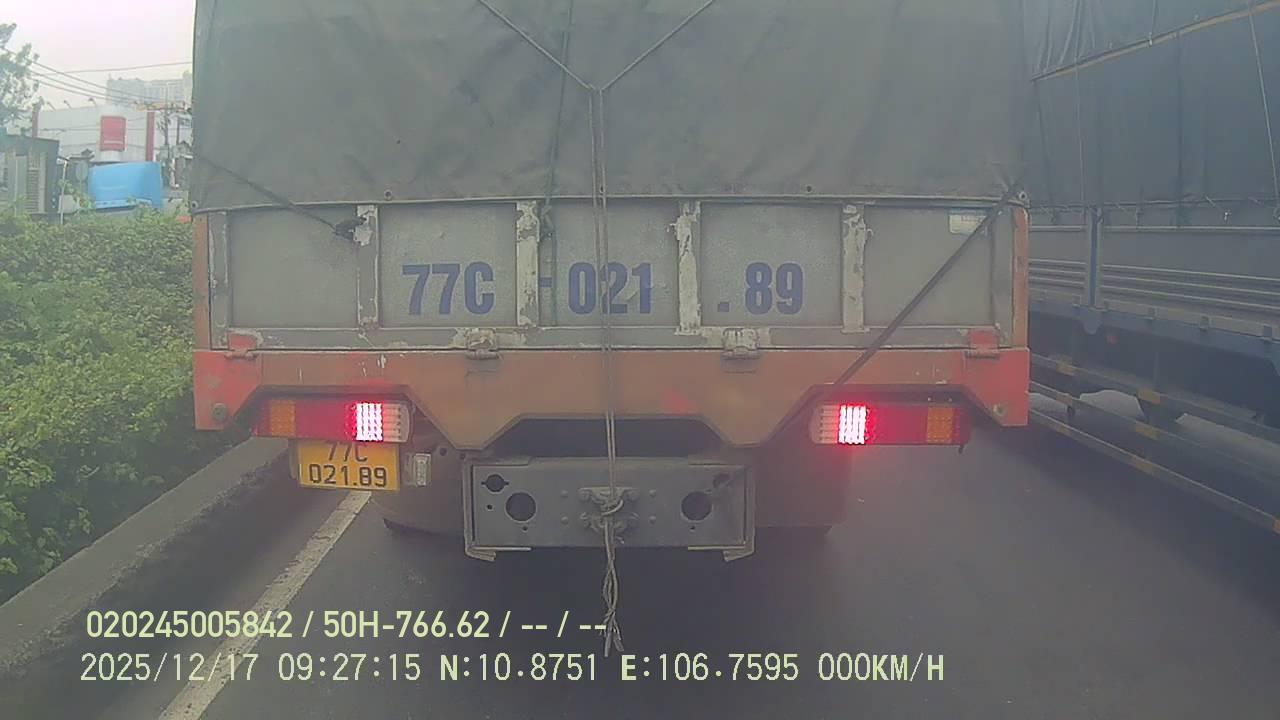 77C - 021 . 89
77C
021.89
020245005842 / 50H-766.62 / -- / --
2025/12/17 09:27:15 N:10.8751 E:106.7595 000KM/H